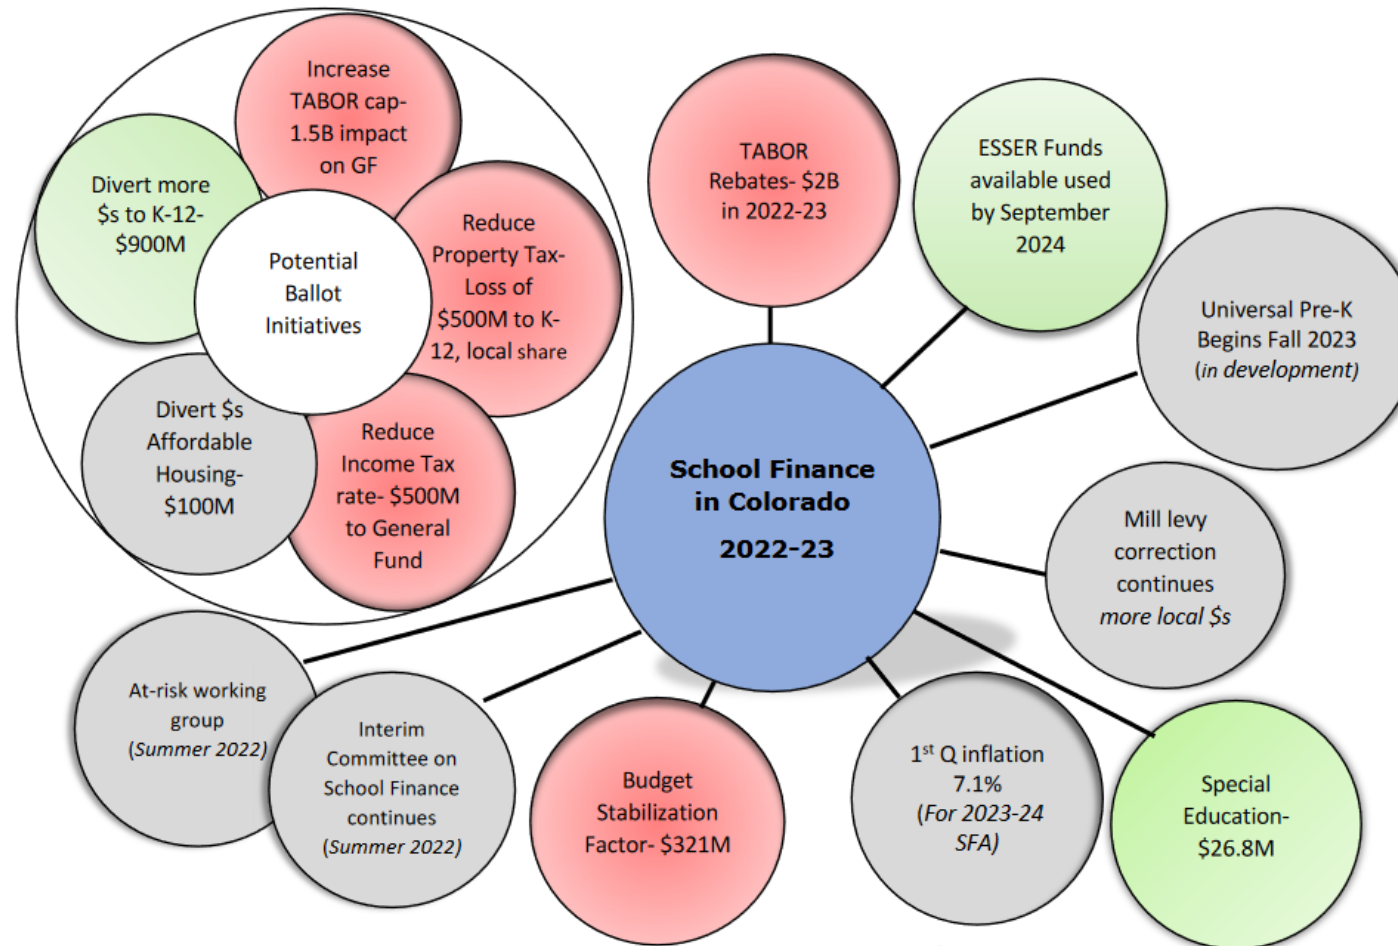 Increase
TABOR cap-
1.5B impact
on GF
Divert more
$s to K-12-
$900M
Reduce
Property Tax-
Loss of
$500M to K-
12, local share
Potential
Ballot
Initiatives
Divert $s
Affordable
Housing-
$100M
Reduce
Income Tax
rate- $500M
to General
Fund
TABOR
Rebates- $2B
in 2022-23
ESSER Funds
available used
by September
2024
Universal Pre-K
Begins Fall 2023
(in development)
School Finance
in Colorado
2022-23
Mill levy
correction
continues
more local $s
At-risk working
group
(Summer 2022)
Interim
Committee on
School Finance
continues
(Summer 2022)
Budget
Stabilization
Factor- $321M
1st Q inflation
7.1%
(For 2023-24
SFA)
Special
Education-
$26.8M